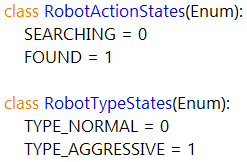 class RobotActionStates(Enum):
    SEARCHING = 0
    FOUND = 1
class RobotTypeStates(Enum):
    TYPE_NORMAL = 0
    TYPE_AGGRESSIVE = 1